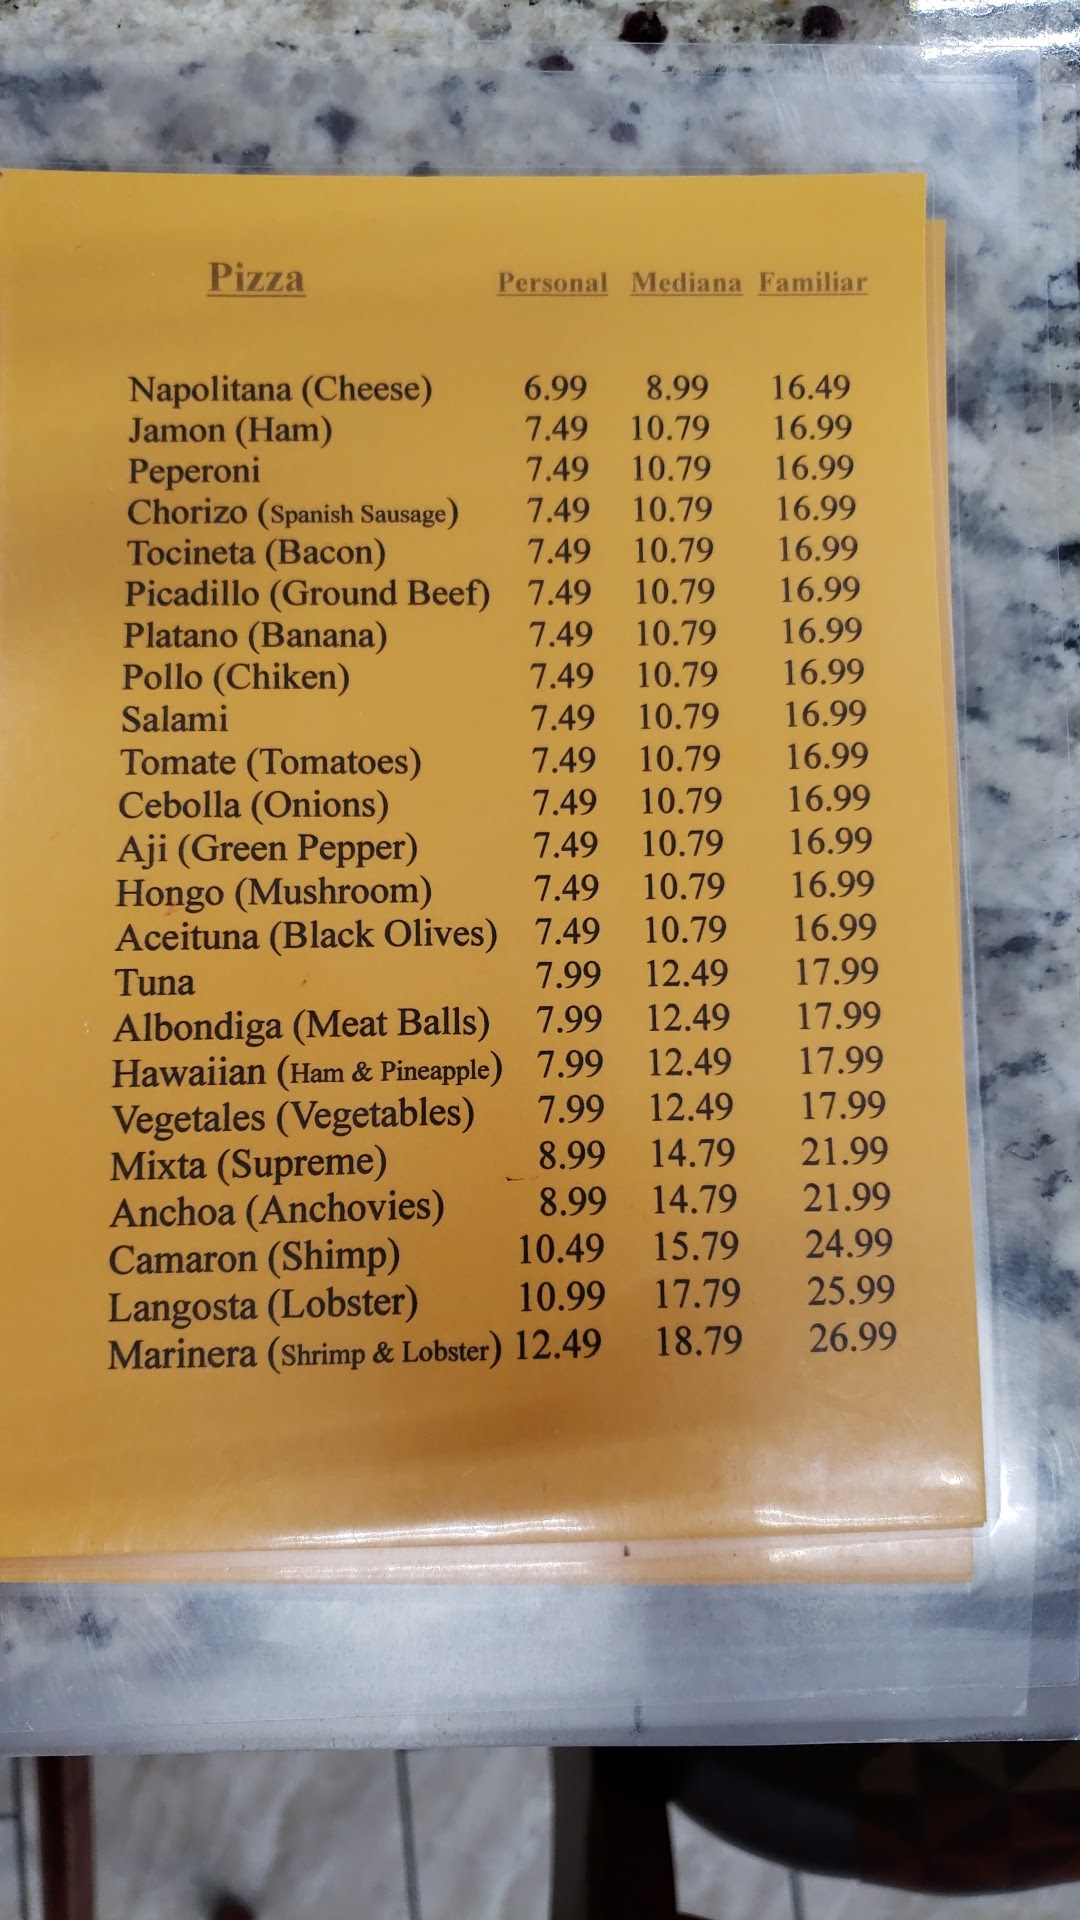 Pizza Personal Mediana Familiar
Napolitana (Cheese) 6.99 8.99 16.49
Jamon (Ham) 7.49 10.79 16.99
Peperoni 7.49 10.79 16.99
Chorizo (Spanish Sausage) 7.49 10.79 16.99
Tocineta (Bacon) 7.49 10.79 16.99
Picadillo (Ground Beef) 7.49 10.79 16.99
Platano (Banana) 7.49 10.79 16.99
Pollo (Chiken) 7.49 10.79 16.99
Salami 7.49 10.79 16.99
Tomate (Tomatoes) 7.49 10.79 16.99
Cebolla (Onions) 7.49 10.79 16.99
Aji (Green Pepper) 7.49 10.79 16.99
Hongo (Mushroom) 7.49 10.79 16.99
Aceituna (Black Olives) 7.49 10.79 16.99
Tuna 7.99 12.49 17.99
Albondiga (Meat Balls) 7.99 12.49 17.99
Hawaiian (Ham & Pineapple) 7.99 12.49 17.99
Vegetales (Vegetables) 7.99 12.49 17.99
Mixta (Supreme) 8.99 14.79 21.99
Anchoa (Anchovies) 8.99 14.79 21.99
Camaron (Shimp) 10.49 15.79 24.99
Langosta (Lobster) 10.99 17.79 25.99
Marinera (Shrimp & Lobster) 12.49 18.79 26.99